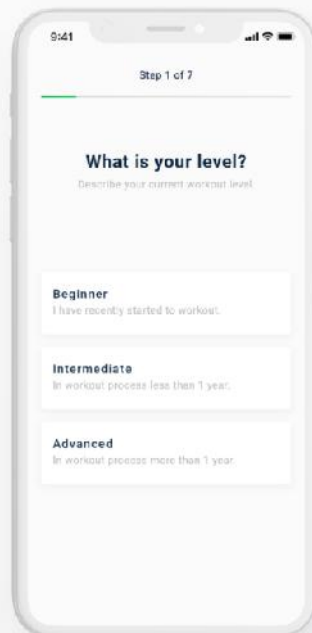 9:41
Step 1 of 7
What is your level?
Describe your current workout level.
Beginner
I have recently started to workout.
Intermediate
In workout process less than 1 year.
Advanced
In workout process more than 1 year.